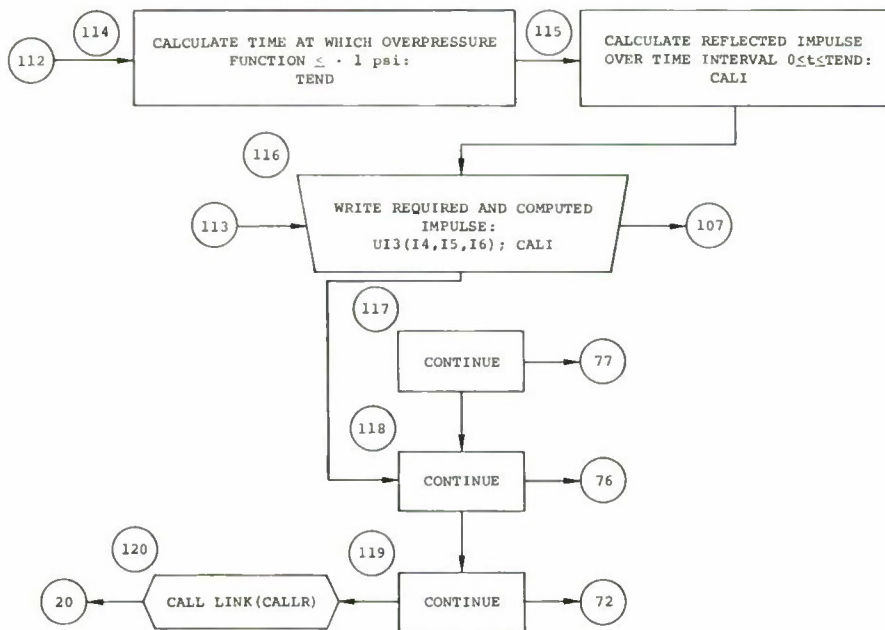 114
115
112
CALCULATE TIME AT WHICH OVERPRESSURE
FUNCTION ≤ · 1 psi:
TEND
CALCULATE REFLECTED IMPULSE
OVER TIME INTERVAL 0≤t≤TEND:
CALI
116
113
WRITE REQUIRED AND COMPUTED
IMPULSE:
UI3(I4,I5,I6); CALI
107
117
CONTINUE
77
118
CONTINUE
76
120
119
20
CALL LINK(CALLR)
CONTINUE
72